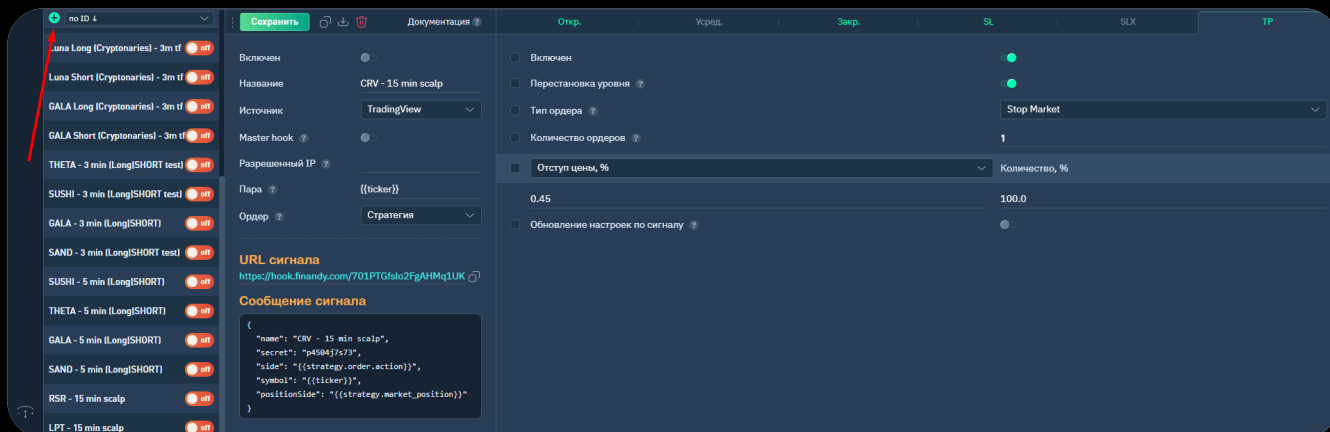 по ID ↓
Luna Long (Cryptonaries) - 3m tf off
Luna Short (Cryptonaries) - 3m tf off
GALA Long (Cryptonaries) - 3m tf off
GALA Short (Cryptonaries) - 3m tf off
THETA - 3 min (Long|SHORT test) off
SUSHI - 3 min (Long|SHORT test) off
GALA - 3 min (Long|SHORT) off
SAND - 3 min (Long|SHORT test) off
SUSHI - 5 min (Long|SHORT) off
THETA - 5 min (Long|SHORT) off
GALA - 5 min (Long|SHORT) off
SAND - 5 min (Long|SHORT) off
RSR - 15 min scalp off
LPT - 15 min scalp off
Сохранить Документация ?
Включен
Название CRV - 15 min scalp
Источник TradingView
Master hook ?
Разрешенный IP ?
Пара ? {{ticker}}
Ордер ? Стратегия
URL сигнала
https://hook.finandy.com/701PTGfslo2FgAHMq1UK
Сообщение сигнала
{
"name": "CRV - 15 min scalp",
"secret": "p4504j7s73",
"side": "{{strategy.order.action}}",
"symbol": "{{ticker}}",
"positionSide": "{{strategy.market_position}}"
}
Откр. Усред. Закр. SL SLX TP
Включен
Перестановка уровня ?
Тип ордера ? Stop Market
Количество ордеров ? 1
Отступ цены, % Количество, %
0.45 100.0
Обновление настроек по сигналу ?